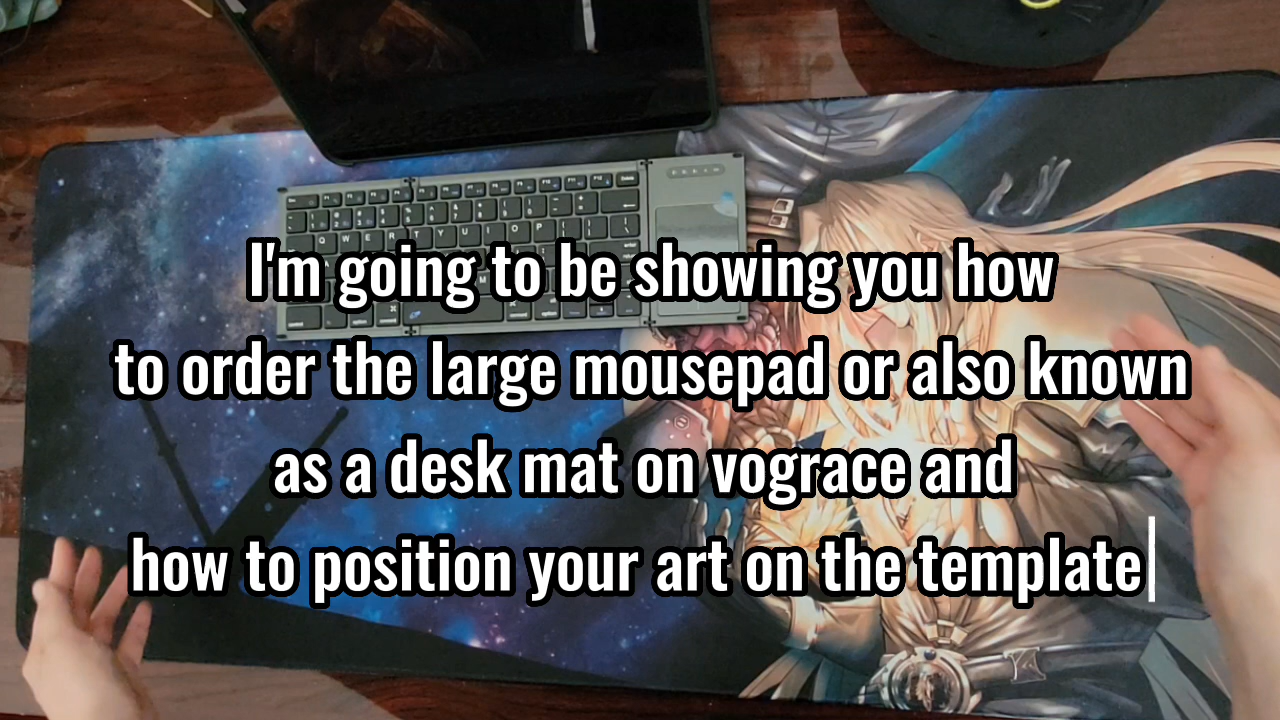 I'm going to be showing you how
to order the large mousepad or also known
as a desk mat on vograce and
how to position your art on the template
Q W E R T Y U I O P